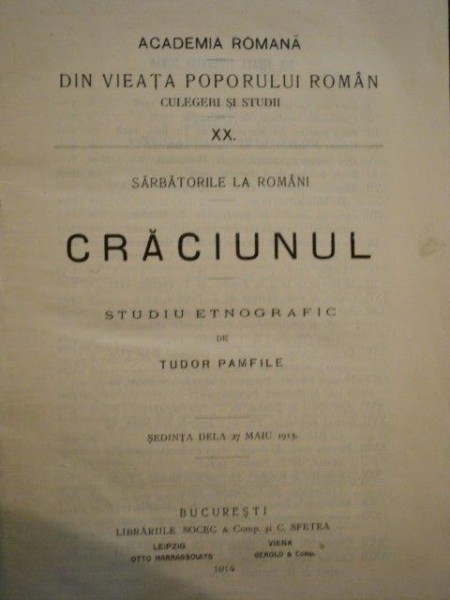 ACADEMIA ROMANĂ
DIN VIEAȚA POPORULUI ROMÂN
CULEGERI ȘI STUDII
XX.
SĂRBĂTORILE LA ROMÂNI
CRĂCIUNUL
STUDIU ETNOGRAFIC
DE
TUDOR PAMFILE
ȘEDINȚA DELA 27 MAIU 1913.
BUCUREȘTI
LIBRĂRIILE SOCEC & Comp. și C. SFETEA
LEIPZIG VIENA
OTTO HARRASSOWITS GEROLD & Comp.
1914